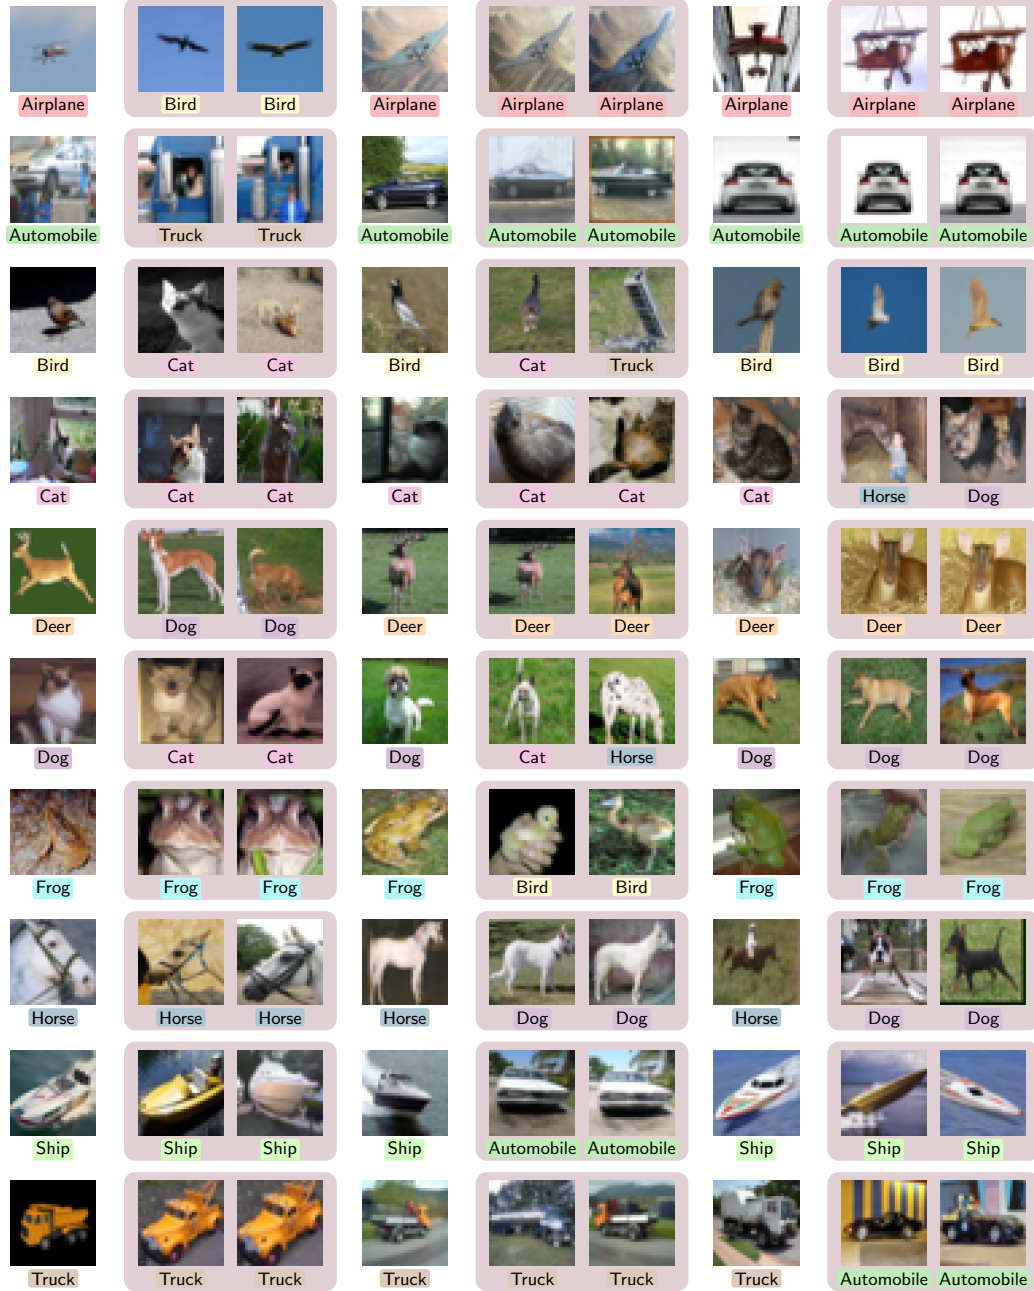 Airplane Bird Bird Airplane Airplane Airplane Airplane Airplane Airplane
Automobile Truck Truck Automobile Automobile Automobile Automobile Automobile Automobile
Bird Cat Cat Bird Cat Truck Bird Bird Bird
Cat Cat Cat Cat Cat Cat Cat Horse Dog
Deer Dog Dog Deer Deer Deer Deer Deer Deer
Dog Cat Cat Dog Cat Horse Dog Dog Dog
Frog Frog Frog Frog Bird Bird Frog Frog Frog
Horse Horse Horse Horse Dog Dog Horse Dog Dog
Ship Ship Ship Ship Automobile Automobile Ship Ship Ship
Truck Truck Truck Truck Truck Truck Truck Automobile Automobile